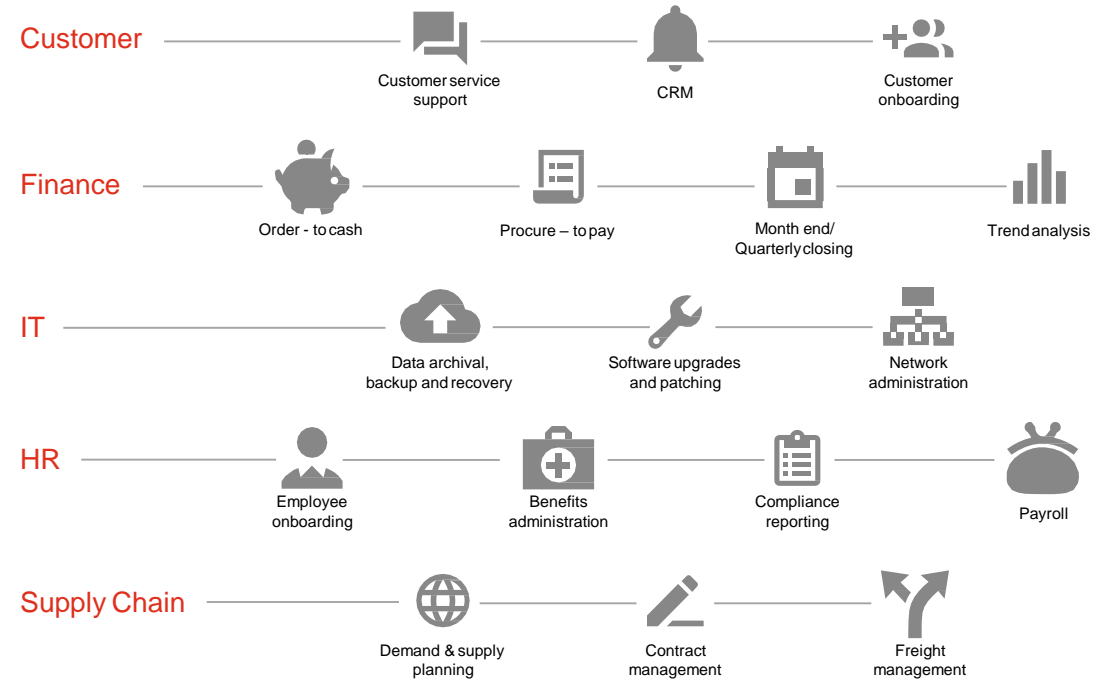 Customer
Customer service
support
CRM
Customer
onboarding
Finance
Order - to cash
Procure – to pay
Month end/
Quarterly closing
Trend analysis
IT
Data archival,
backup and recovery
Software upgrades
and patching
Network
administration
HR
Employee
onboarding
Benefits
administration
Compliance
reporting
Payroll
Supply Chain
Demand & supply
planning
Contract
management
Freight
management